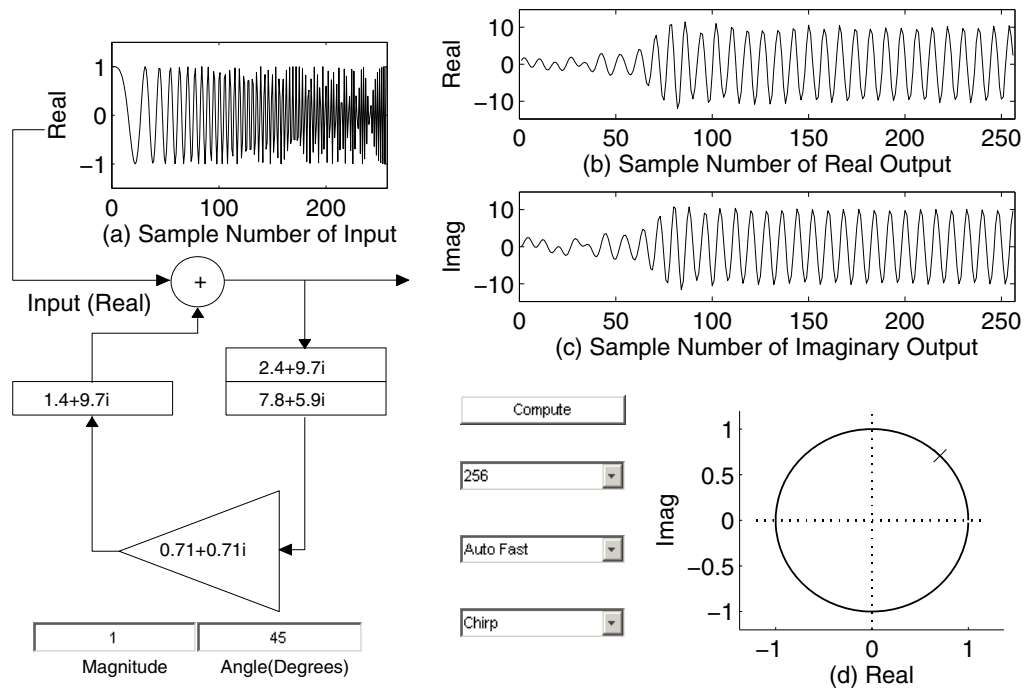 Real
1
0
−1
0 100 200
(a) Sample Number of Input
Real
10
0
−10
0 50 100 150 200 250
(b) Sample Number of Real Output
Imag
10
0
−10
0 50 100 150 200 250
(c) Sample Number of Imaginary Output
+
Input (Real)
2.4+9.7i
7.8+5.9i
1.4+9.7i
0.71+0.71i
1 45
Magnitude Angle(Degrees)
Compute
256
Auto Fast
Chirp
Imag
1
0.5
0
−0.5
−1
−1 0 1
(d) Real